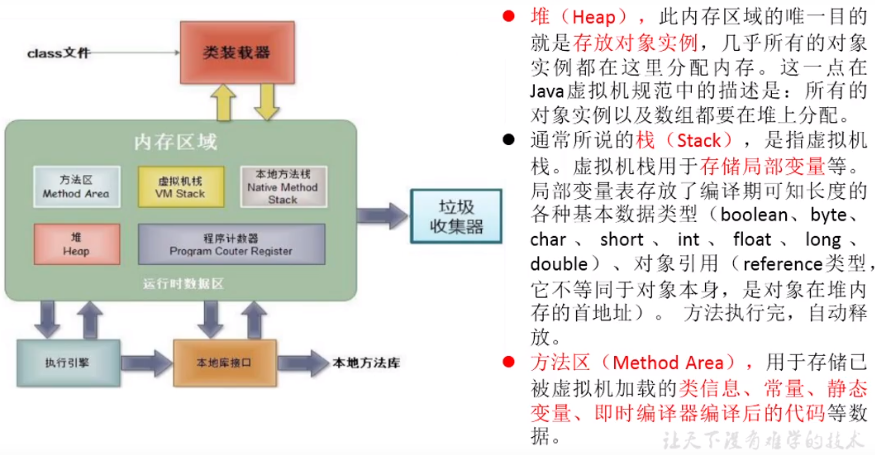 class文件
类装载器
内存区域
方法区
Method Area
虚拟机栈
VM Stack
本地方法栈
Native Method
Stack
堆
Heap
程序计数器
Program Couter Register
运行时数据区
垃圾
收集器
执行引擎
本地库接口
本地方法库
● 堆（Heap），此内存区域的唯一目的
就是存放对象实例，几乎所有的对象
实例都在这里分配内存。这一点在
Java虚拟机规范中的描述是：所有的
对象实例以及数组都要在堆上分配。
● 通常所说的栈（Stack），是指虚拟机
栈。虚拟机栈用于存储局部变量等。
局部变量表存放了编译期可知长度的
各种基本数据类型（boolean、byte、
char 、 short 、 int 、 float 、 long 、
double）、对象引用（reference类型，
它不等同于对象本身，是对象在堆内
存的首地址）。 方法执行完，自动释
放。
● 方法区（Method Area），用于存储已
被虚拟机加载的类信息、常量、静态
变量、即时编译器编译后的代码等数
据。
让天下没有难学的技术